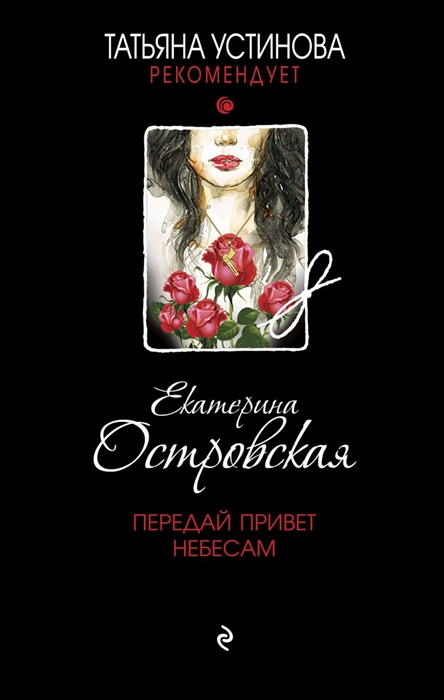 ТАТЬЯНА УСТИНОВА
РЕКОМЕНДУЕТ
Екатерина
Островская
ПЕРЕДАЙ ПРИВЕТ
НЕБЕСАМ